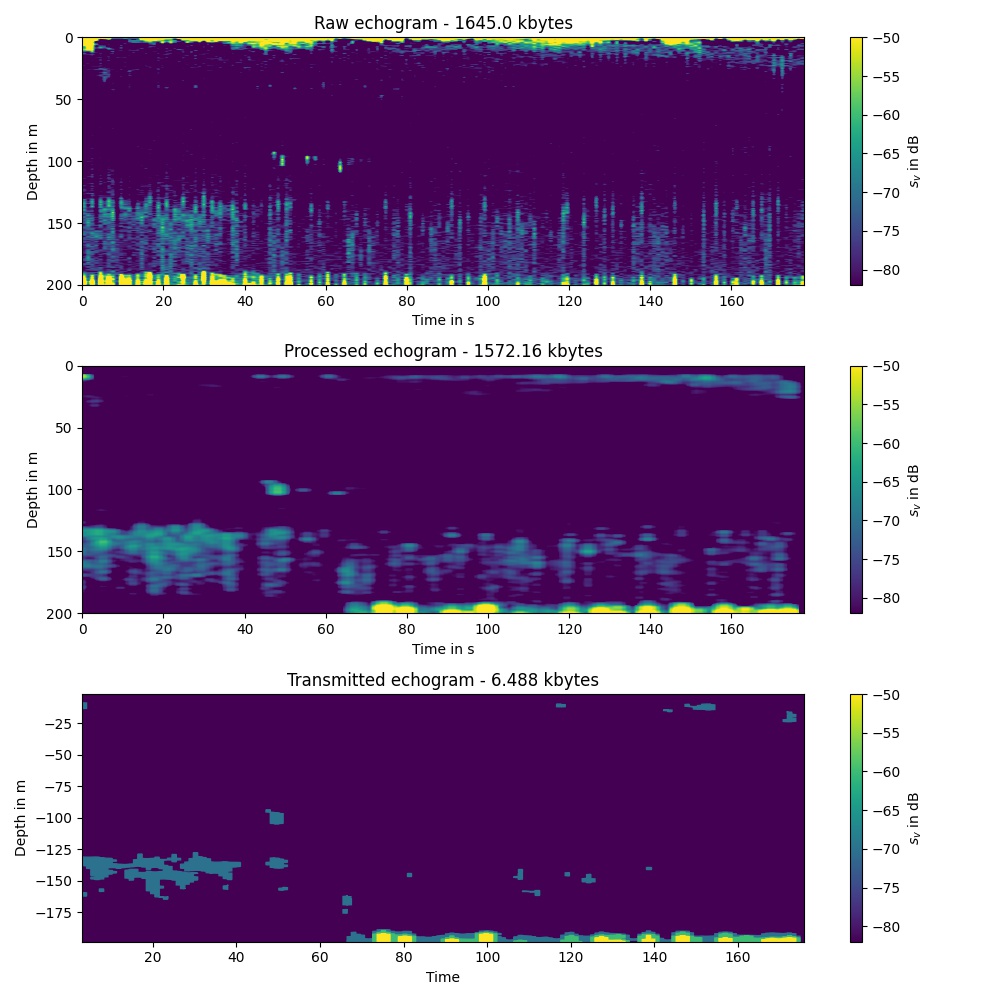 Raw echogram - 1645.0 kbytes
0
50
100
150
200
Depth in m
0 20 40 60 80 100 120 140 160
Time in s
−50
−55
−60
−65
−70
−75
−80
sv in dB
Processed echogram - 1572.16 kbytes
0
50
100
150
200
Depth in m
0 20 40 60 80 100 120 140 160
Time in s
−50
−55
−60
−65
−70
−75
−80
sv in dB
Transmitted echogram - 6.488 kbytes
−25
−50
−75
−100
−125
−150
−175
Depth in m
20 40 60 80 100 120 140 160
Time
−50
−55
−60
−65
−70
−75
−80
sv in dB